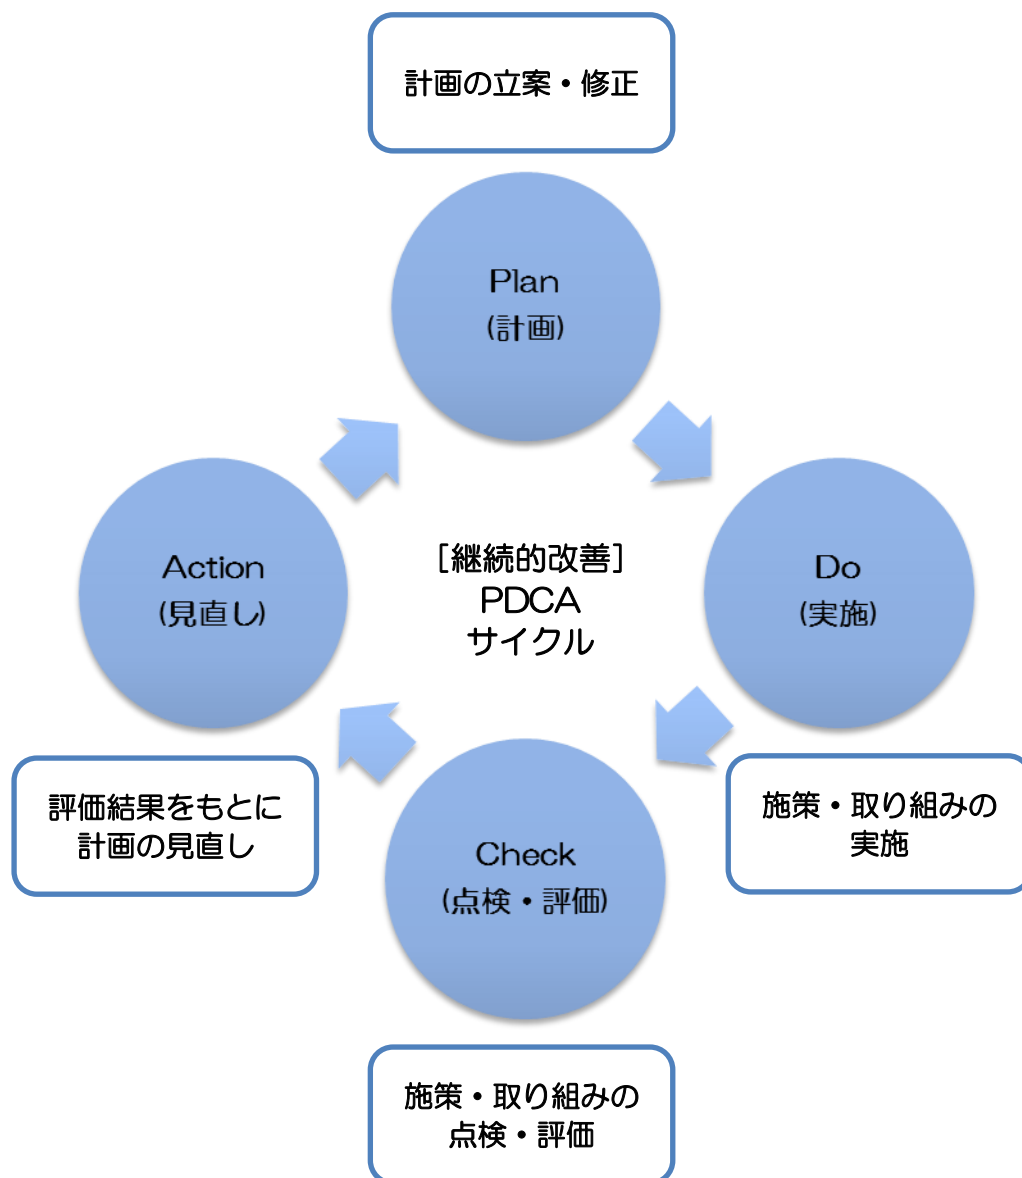 計画の立案・修正
Plan
(計画)
Action
(見直し)
[継続的改善]
PDCA
サイクル
Do
(実施)
評価結果をもとに
計画の見直し
施策・取り組みの
実施
Check
(点検・評価)
施策・取り組みの
点検・評価